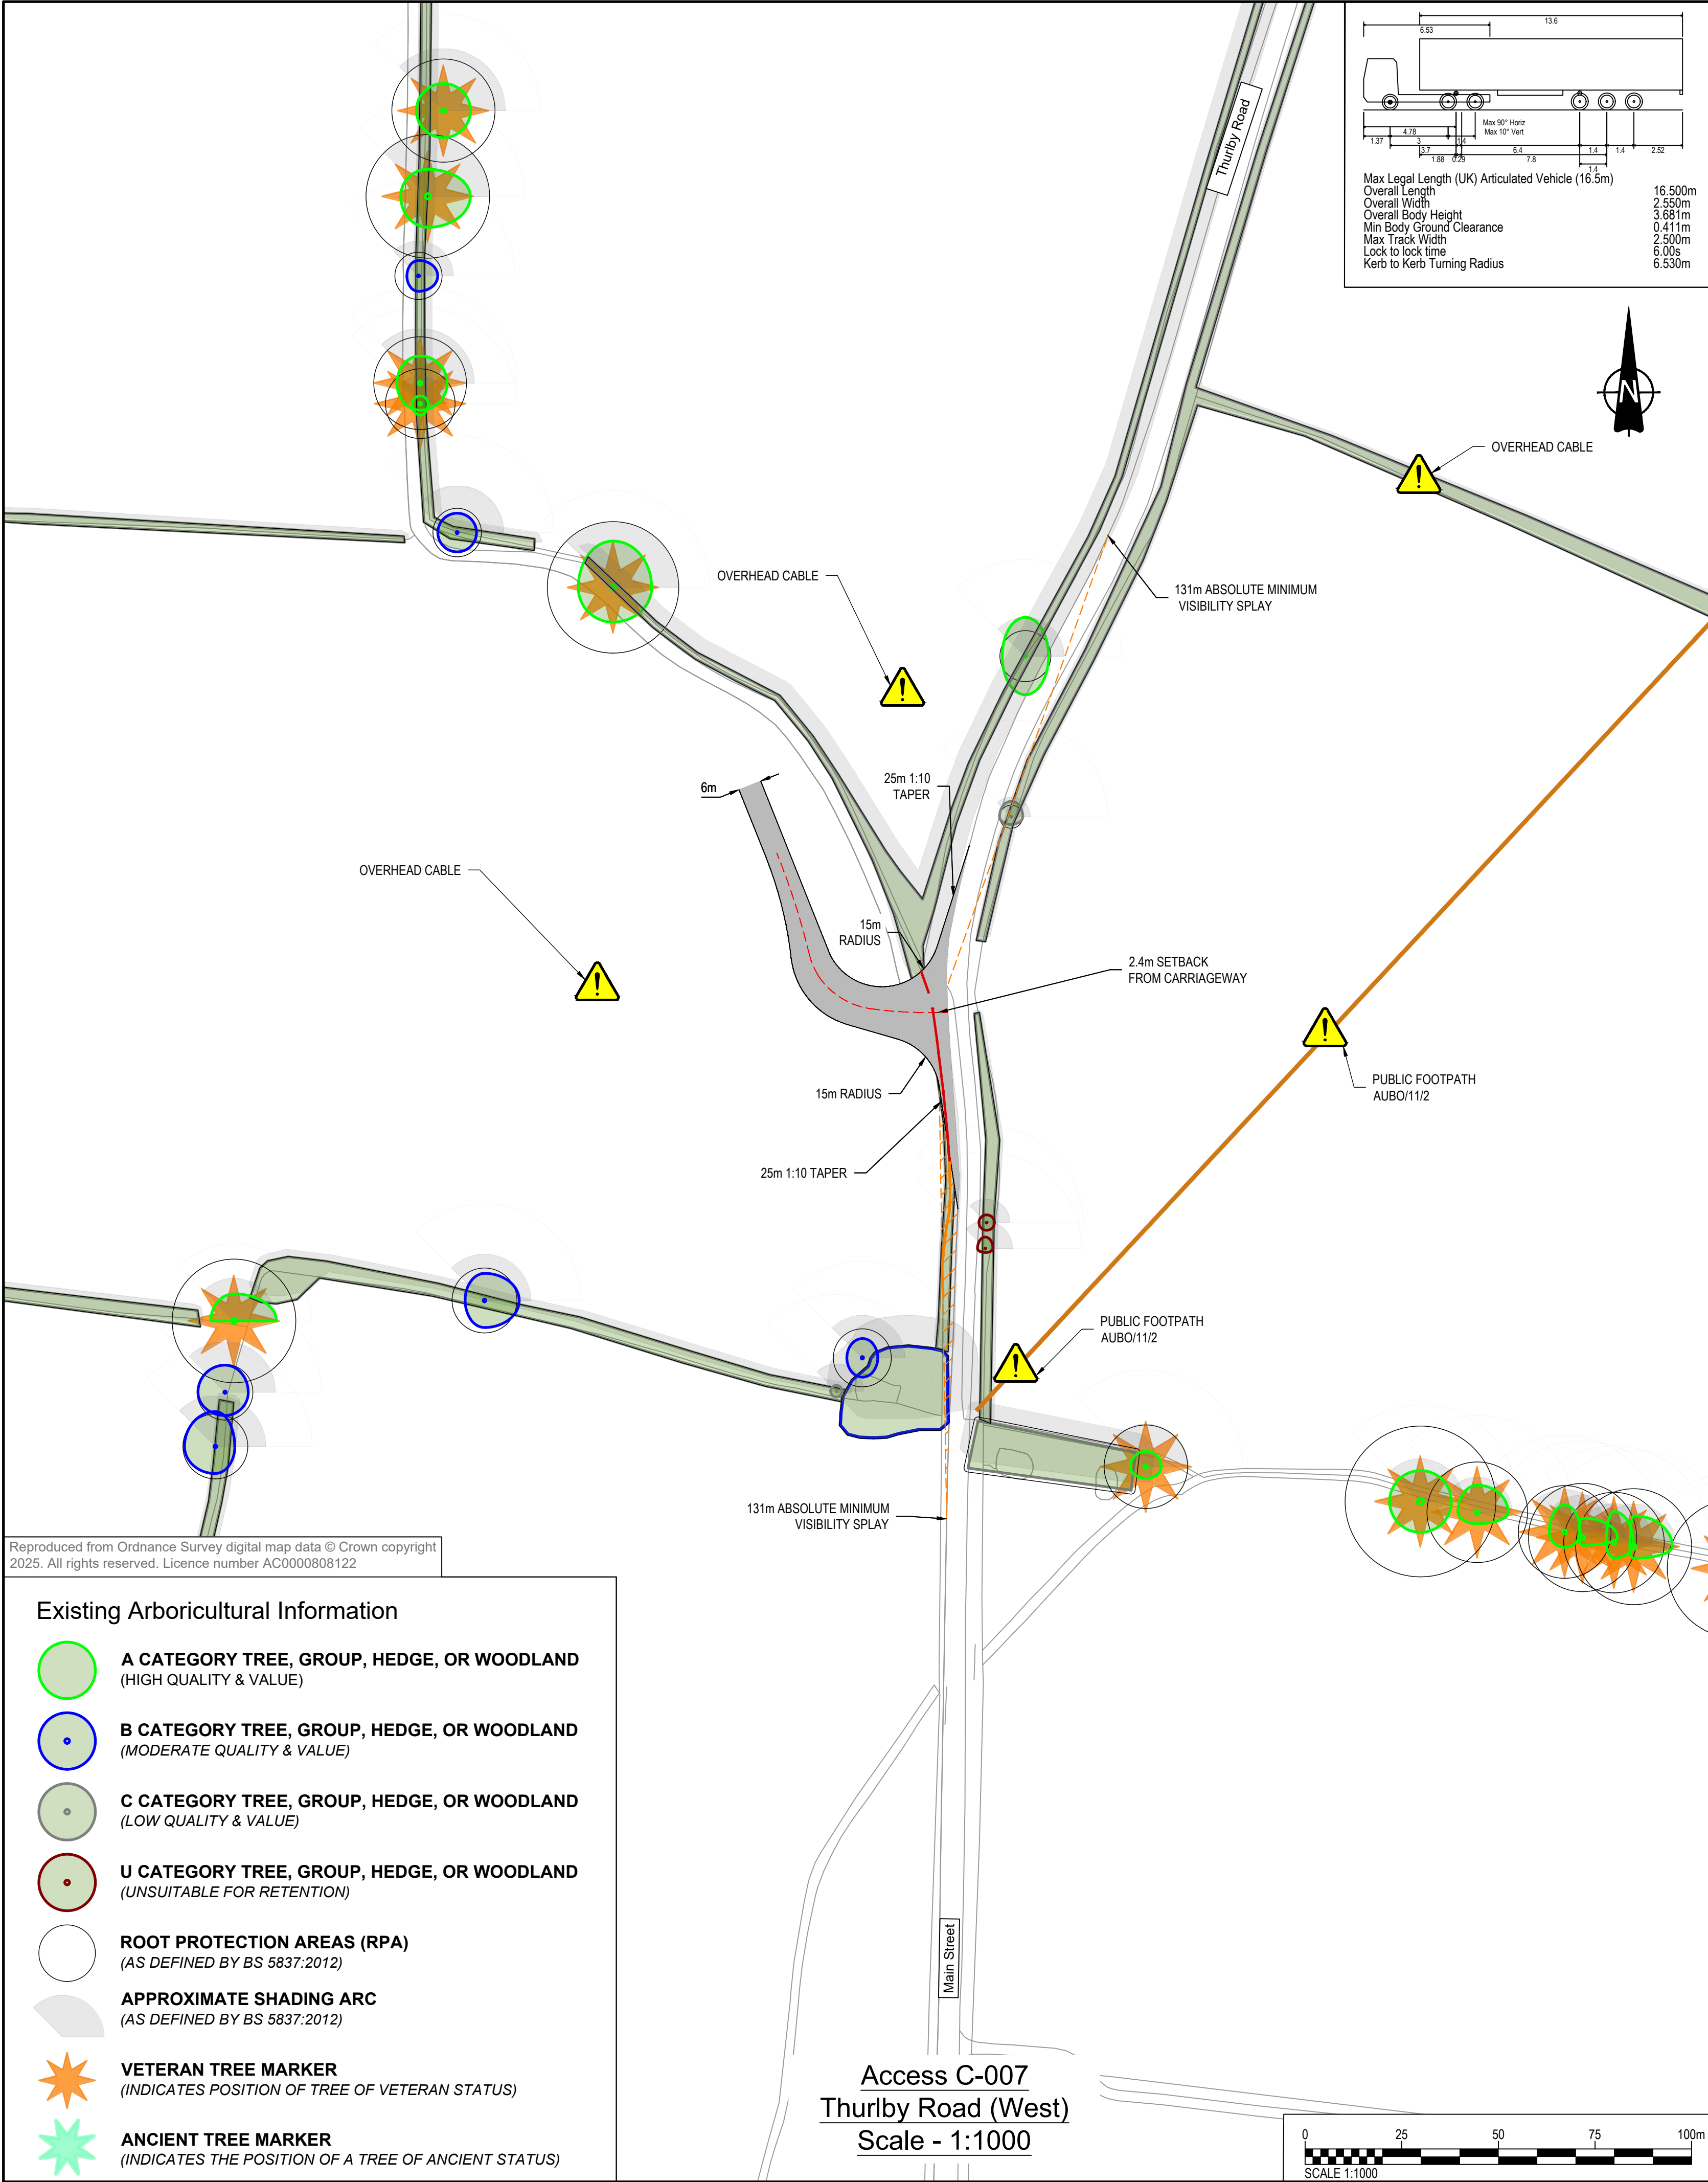 13.6
6.53
Max 90° Horiz
Max 10° Vert
4.78
1.37
3
1.4
3.7
6.4
1.4
1.4
2.52
1.88
0.29
7.8
1.4
Max Legal Length (UK) Articulated Vehicle (16.5m)
Overall Length 16.500m
Overall Width 2.550m
Overall Body Height 3.681m
Min Body Ground Clearance 0.411m
Max Track Width 2.500m
Lock to lock time 6.00s
Kerb to Kerb Turning Radius 6.530m
Thurlby Road
N
OVERHEAD CABLE
OVERHEAD CABLE
131m ABSOLUTE MINIMUM
VISIBILITY SPLAY
6m
25m 1:10
TAPER
OVERHEAD CABLE
15m
RADIUS
2.4m SETBACK
FROM CARRIAGEWAY
15m RADIUS
PUBLIC FOOTPATH
AUBO/11/2
25m 1:10 TAPER
PUBLIC FOOTPATH
AUBO/11/2
131m ABSOLUTE MINIMUM
VISIBILITY SPLAY
Reproduced from Ordnance Survey digital map data © Crown copyright
2025. All rights reserved. Licence number AC0000808122
Existing Arboricultural Information
A CATEGORY TREE, GROUP, HEDGE, OR WOODLAND
(HIGH QUALITY & VALUE)
B CATEGORY TREE, GROUP, HEDGE, OR WOODLAND
(MODERATE QUALITY & VALUE)
C CATEGORY TREE, GROUP, HEDGE, OR WOODLAND
(LOW QUALITY & VALUE)
U CATEGORY TREE, GROUP, HEDGE, OR WOODLAND
(UNSUITABLE FOR RETENTION)
ROOT PROTECTION AREAS (RPA)
(AS DEFINED BY BS 5837:2012)
APPROXIMATE SHADING ARC
(AS DEFINED BY BS 5837:2012)
VETERAN TREE MARKER
(INDICATES POSITION OF TREE OF VETERAN STATUS)
ANCIENT TREE MARKER
(INDICATES THE POSITION OF A TREE OF ANCIENT STATUS)
Main Street
Access C-007
Thurlby Road (West)
Scale - 1:1000
0 25 50 75 100m
SCALE 1:1000